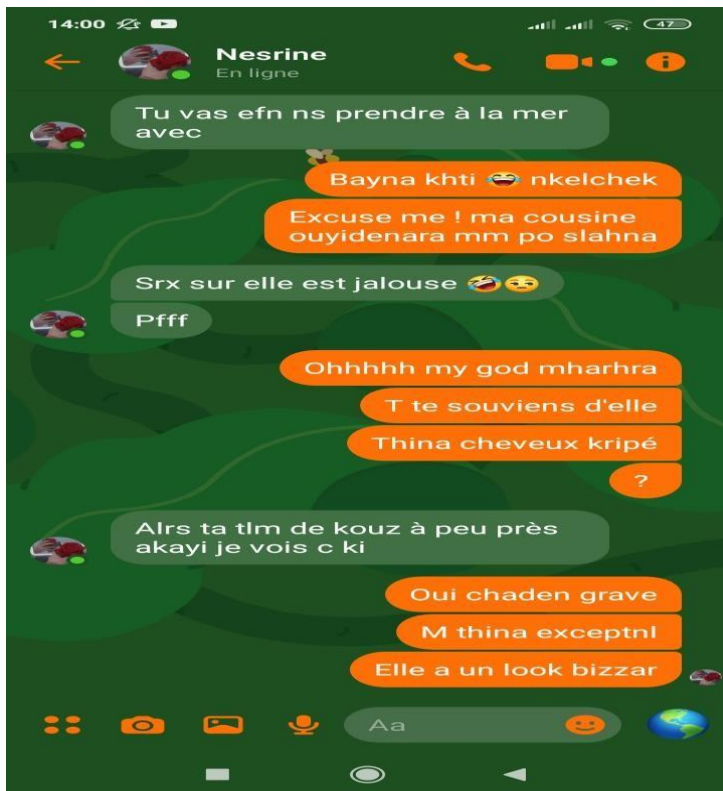 14:00
47
Nesrine
En ligne
Tu vas efn ns prendre à la mer
avec
Bayna khti 😂 nkelchek
Excuse me ! ma cousine
ouyidenara mm po slahna
Srx sur elle est jalouse 🤣😒
Pfff
Ohhhhh my god mharhra
T te souviens d'elle
Thina cheveux kripé
?
Alrs ta tlm de kouz à peu près
akayi je vois c ki
Oui chaden grave
M thina exceptnl
Elle a un look bizzar
Aa